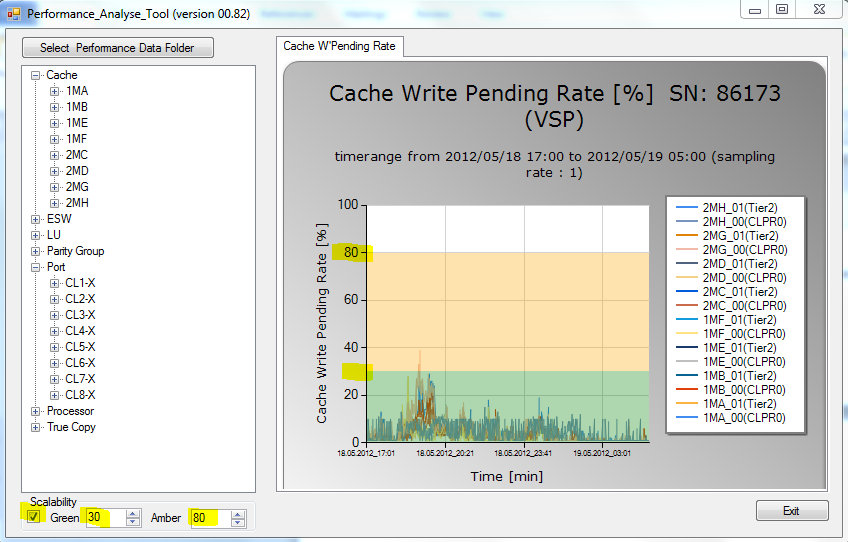 Performance_Analyse_Tool (version 00.82)
Select Performance Data Folder
Cache
1MA
1MB
1ME
1MF
2MC
2MD
2MG
2MH
ESW
LU
Parity Group
Port
CL1-X
CL2-X
CL3-X
CL4-X
CL5-X
CL6-X
CL7-X
CL8-X
Processor
True Copy
Scalability
Green 30 Amber 80
Cache W'Pending Rate
Cache Write Pending Rate [%] SN: 86173
(VSP)
timerange from 2012/05/18 17:00 to 2012/05/19 05:00 (sampling
rate : 1)
Cache Write Pending Rate [%]
100
80
60
40
20
0
18.05.2012_17:01 18.05.2012_20:21 18.05.2012_23:41 19.05.2012_03:01
Time [min]
2MH_01(Tier2)
2MH_00(CLPR0)
2MG_01(Tier2)
2MG_00(CLPR0)
2MD_01(Tier2)
2MD_00(CLPR0)
2MC_01(Tier2)
2MC_00(CLPR0)
1MF_01(Tier2)
1MF_00(CLPR0)
1ME_01(Tier2)
1ME_00(CLPR0)
1MB_01(Tier2)
1MB_00(CLPR0)
1MA_01(Tier2)
1MA_00(CLPR0)
Exit